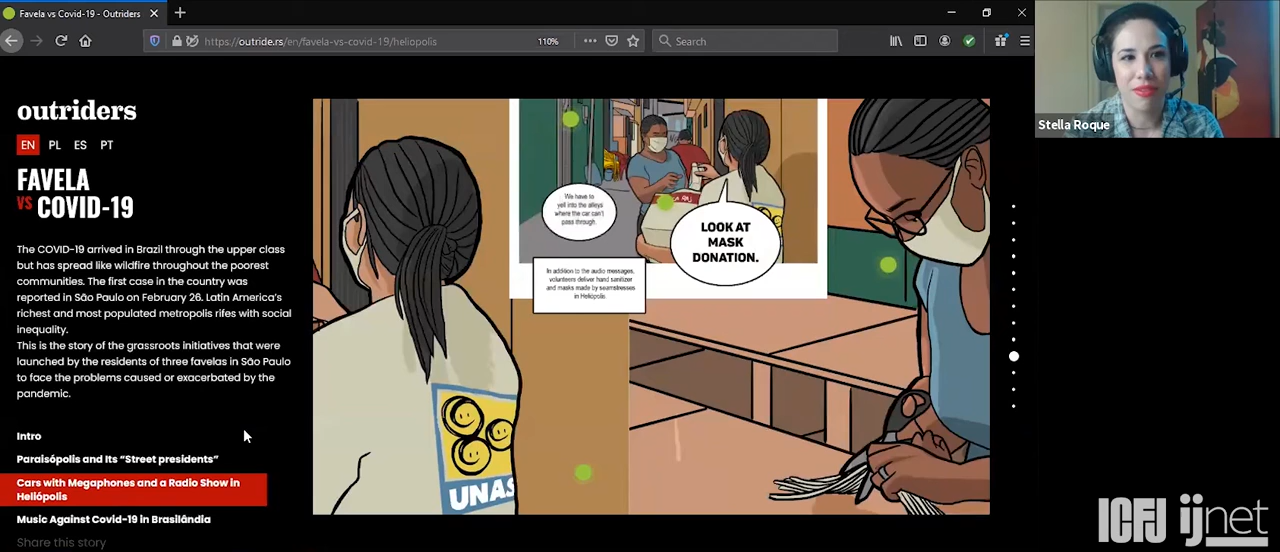 Favela vs Covid-19 - Outriders
https://outride.rs/en/favela-vs-covid-19/heliopolis
110%
Search
Stella Roque
outriders
EN PL ES PT
FAVELA
VS COVID-19
The COVID-19 arrived in Brazil through the upper class
but has spread like wildfire throughout the poorest
communities. The first case in the country was
reported in São Paulo on February 26. Latin America's
richest and most populated metropolis rifes with social
inequality.
This is the story of the grassroots initiatives that were
launched by the residents of three favelas in São Paulo
to face the problems caused or exacerbated by the
pandemic.
Intro
Paraisópolis and Its "Street presidents"
Cars with Megaphones and a Radio Show in
Heliópolis
Music Against Covid-19 in Brasilândia
Share this story
We have to
yell into the alleys
where the car can't
pass through.
LOOK AT
MASK
DONATION.
In addition to the audio messages,
volunteers deliver hand sanitizer
and masks made by seamstresses
in Heliópolis.
UNAS
ICFJ ijnet